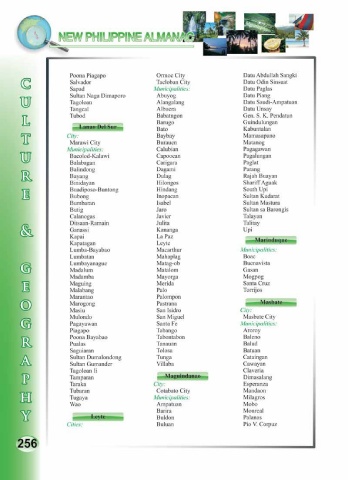 NEW PHILIPPINE ALMANAC
CULTURE & GEOGRAPHY
Poona Piagapo
Salvador
Sapad
Sultan Naga Dimaporo
Tagoloan
Tangcal
Tubod
Lanao Del Sur
City:
Marawi City
Municipalities:
Bacolod-Kalawi
Balabagan
Balindong
Bayang
Binidayan
Buadiposo-Buntong
Bubong
Bumbaran
Butig
Calanogas
Ditsaan-Ramain
Ganassi
Kapai
Kapatagan
Lumba-Bayabao
Lumbatan
Lumbayanague
Madalum
Madamba
Maguing
Malabang
Marantao
Marogong
Masiu
Mulondo
Pagayawan
Piagapo
Poona Bayabao
Pualas
Saguiaran
Sultan Dumalondong
Sultan Gumander
Tagoloan Ii
Tamparan
Taraka
Tubaran
Tugaya
Wao
Leyte
Cities:
Ormoc City
Tacloban City
Municipalities:
Abuyog
Alangalang
Albuera
Babatngon
Barugo
Bato
Baybay
Burauen
Calubian
Capoocan
Carigara
Dagami
Dulag
Hilongos
Hindang
Inopacan
Isabel
Jaro
Javier
Julita
Kananga
La Paz
Leyte
Macarthur
Mahaplag
Matag-ob
Matalom
Mayorga
Merida
Palo
Palompon
Pastrana
San Isidro
San Miguel
Santa Fe
Tabango
Tabontabon
Tanauan
Tolosa
Tunga
Villaba
Maguindanao
City:
Cotabato City
Municipalities:
Ampatuan
Barira
Buldon
Buluan
Datu Abdullah Sangki
Datu Odin Sinsuat
Datu Paglas
Datu Piang
Datu Saudi-Ampatuan
Datu Unsay
Gen. S. K. Pendatun
Guindulungan
Kabuntalan
Mamasapano
Matanog
Pagagawan
Pagalungan
Paglat
Parang
Rajah Buayan
Shariff Aguak
South Upi
Sultan Kudarat
Sultan Mastura
Sultan sa Barongis
Talayan
Talitay
Upi
Marinduque
Municipalities:
Boac
Buenavista
Gasan
Mogpog
Santa Cruz
Torrijos
Masbate
City:
Masbate City
Municipalities:
Aroroy
Baleno
Balud
Batuan
Cataingan
Cawayan
Claveria
Dimasalang
Esperanza
Mandaon
Milagros
Mobo
Monreal
Palanas
Pio V. Corpuz
256